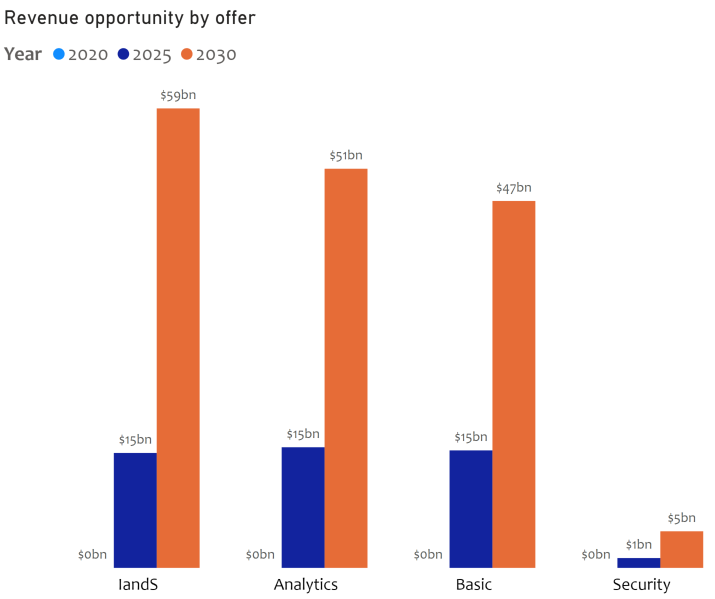 Revenue opportunity by offer
Year 2020 2025 2030
$59bn
$51bn
$47bn
$15bn
$15bn
$15bn
$5bn
$1bn
$0bn
$0bn
$0bn
$0bn
IandS Analytics Basic Security